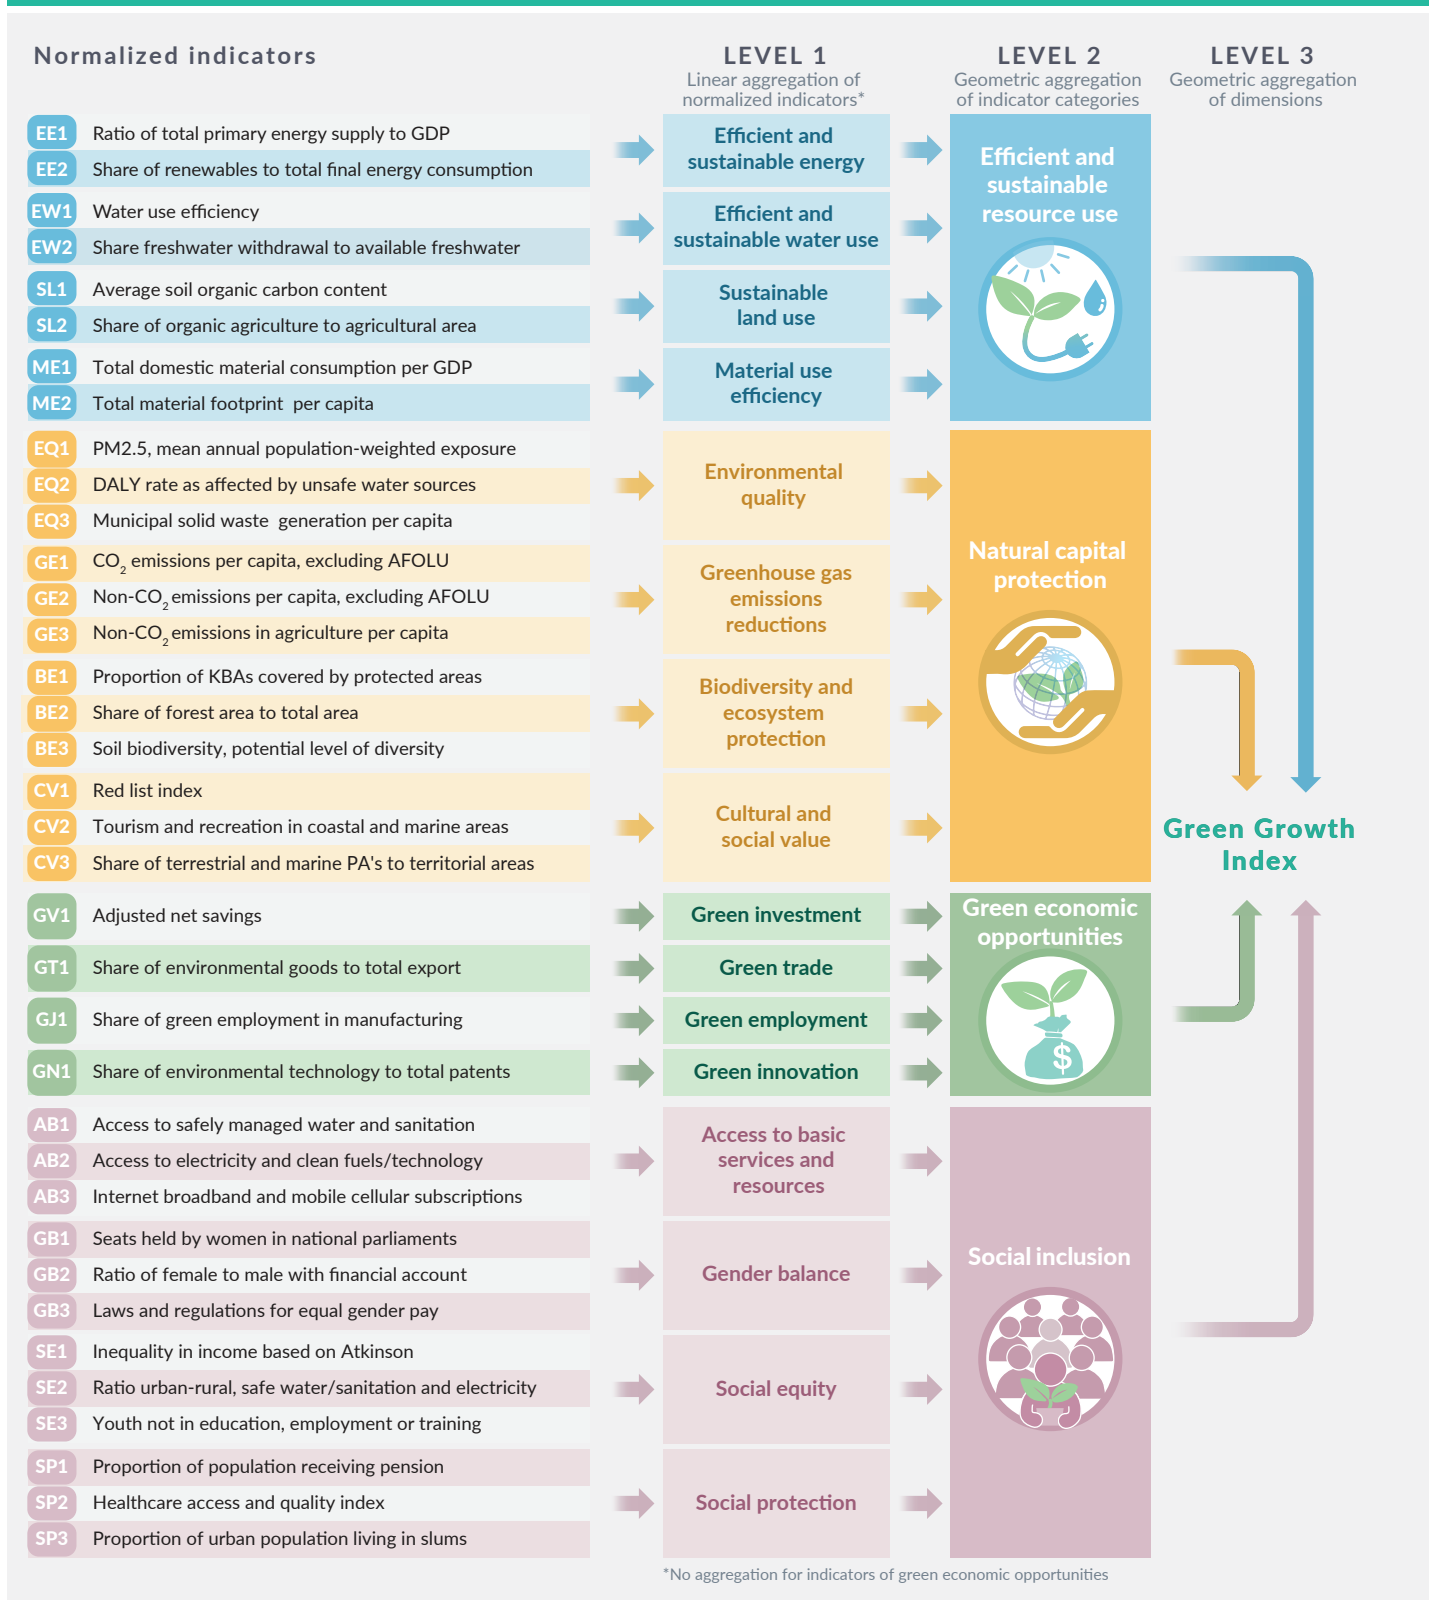 Normalized indicators
LEVEL 1
Linear aggregation of
normalized indicators*
LEVEL 2
Geometric aggregation
of indicator categories
LEVEL 3
Geometric aggregation
of dimensions
EE1 Ratio of total primary energy supply to GDP
EE2 Share of renewables to total final energy consumption
EW1 Water use efficiency
EW2 Share freshwater withdrawal to available freshwater
SL1 Average soil organic carbon content
SL2 Share of organic agriculture to agricultural area
ME1 Total domestic material consumption per GDP
ME2 Total material footprint per capita
Efficient and
sustainable energy
Efficient and
sustainable water use
Sustainable
land use
Material use
efficiency
Efficient and
sustainable
resource use
EQ1 PM2.5, mean annual population-weighted exposure
EQ2 DALY rate as affected by unsafe water sources
EQ3 Municipal solid waste generation per capita
GE1 CO2 emissions per capita, excluding AFOLU
GE2 Non-CO2 emissions per capita, excluding AFOLU
GE3 Non-CO2 emissions in agriculture per capita
BE1 Proportion of KBAs covered by protected areas
BE2 Share of forest area to total area
BE3 Soil biodiversity, potential level of diversity
CV1 Red list index
CV2 Tourism and recreation in coastal and marine areas
CV3 Share of terrestrial and marine PA's to territorial areas
Environmental
quality
Greenhouse gas
emissions
reductions
Biodiversity and
ecosystem
protection
Cultural and
social value
Natural capital
protection
Green Growth
Index
GV1 Adjusted net savings
GT1 Share of environmental goods to total export
GJ1 Share of green employment in manufacturing
GN1 Share of environmental technology to total patents
Green investment
Green trade
Green employment
Green innovation
Green economic
opportunities
$
AB1 Access to safely managed water and sanitation
AB2 Access to electricity and clean fuels/technology
AB3 Internet broadband and mobile cellular subscriptions
GB1 Seats held by women in national parliaments
GB2 Ratio of female to male with financial account
GB3 Laws and regulations for equal gender pay
SE1 Inequality in income based on Atkinson
SE2 Ratio urban-rural, safe water/sanitation and electricity
SE3 Youth not in education, employment or training
SP1 Proportion of population receiving pension
SP2 Healthcare access and quality index
SP3 Proportion of urban population living in slums
Access to basic
services and
resources
Gender balance
Social equity
Social protection
Social inclusion
*No aggregation for indicators of green economic opportunities